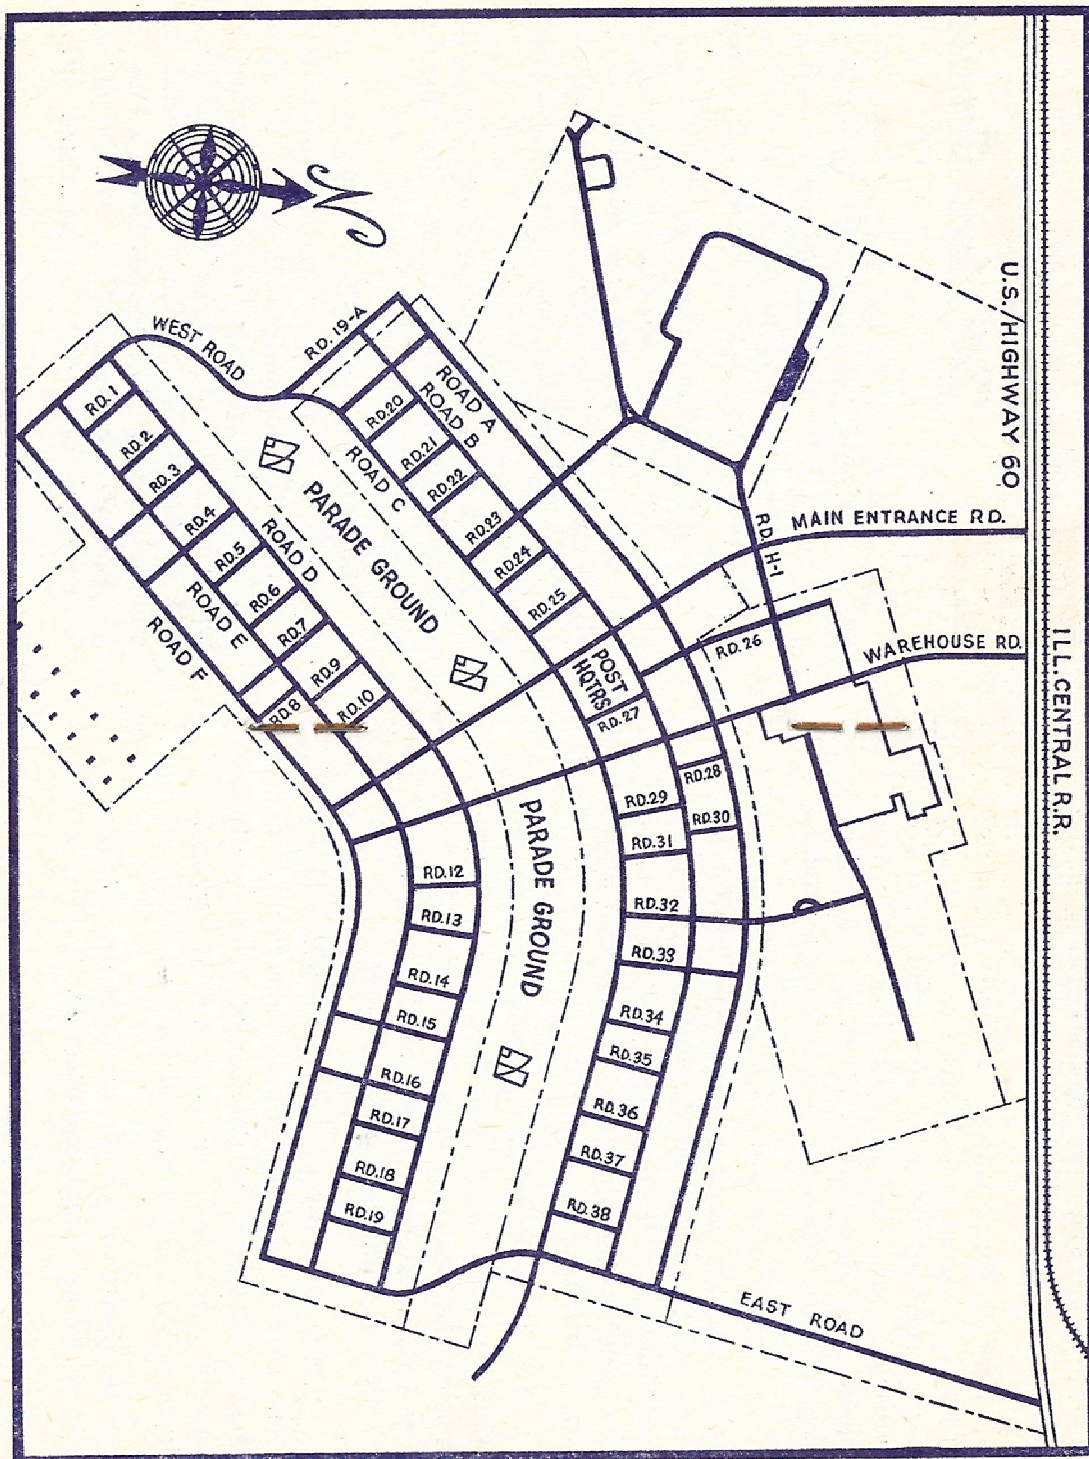 N
U.S. HIGHWAY 60
ILL. CENTRAL R.R.
MAIN ENTRANCE RD.
WAREHOUSE RD.
RD. H-1
WEST ROAD
RD. 19-A
ROAD A
ROAD B
ROAD C
RD.20
RD.21
RD.22
RD.23
RD.24
RD.25
PARADE GROUND
ROAD D
ROAD E
ROAD F
RD.1
RD.2
RD.3
RD.4
RD.5
RD.6
RD.7
RD.8
RD.9
RD.10
POST
HQTRS
RD.26
RD.27
RD.28
RD.29
RD.30
RD.31
RD.32
RD.33
RD.34
RD.35
RD.36
RD.37
RD.38
PARADE GROUND
RD.12
RD.13
RD.14
RD.15
RD.16
RD.17
RD.18
RD.19
EAST ROAD